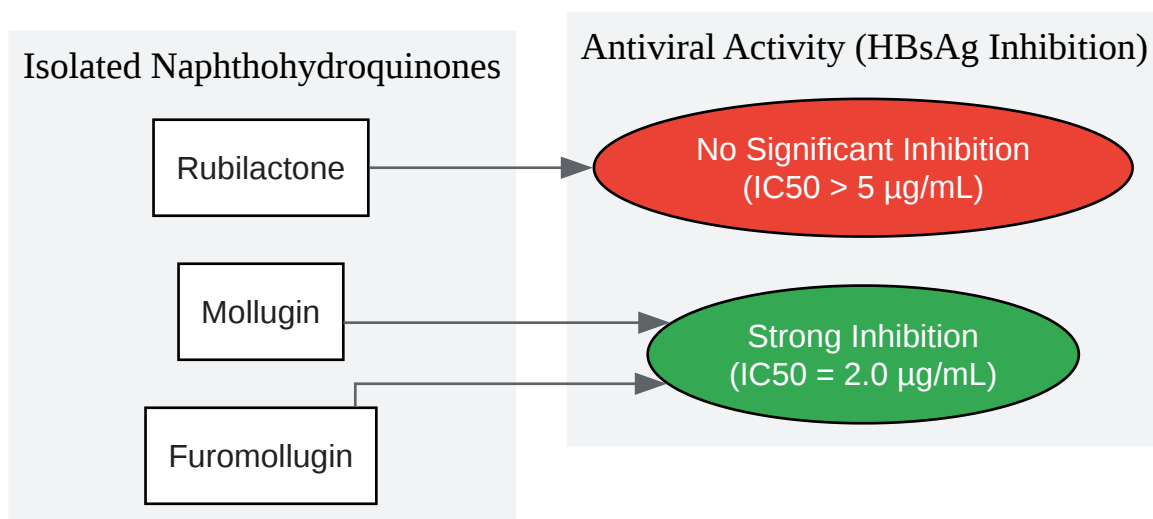 Isolated Naphthohydroquinones
Rubilactone
Mollugin
Furomollugin
Antiviral Activity (HBsAg Inhibition)
No Significant Inhibition
(IC50 > 5 µg/mL)
Strong Inhibition
(IC50 = 2.0 µg/mL)